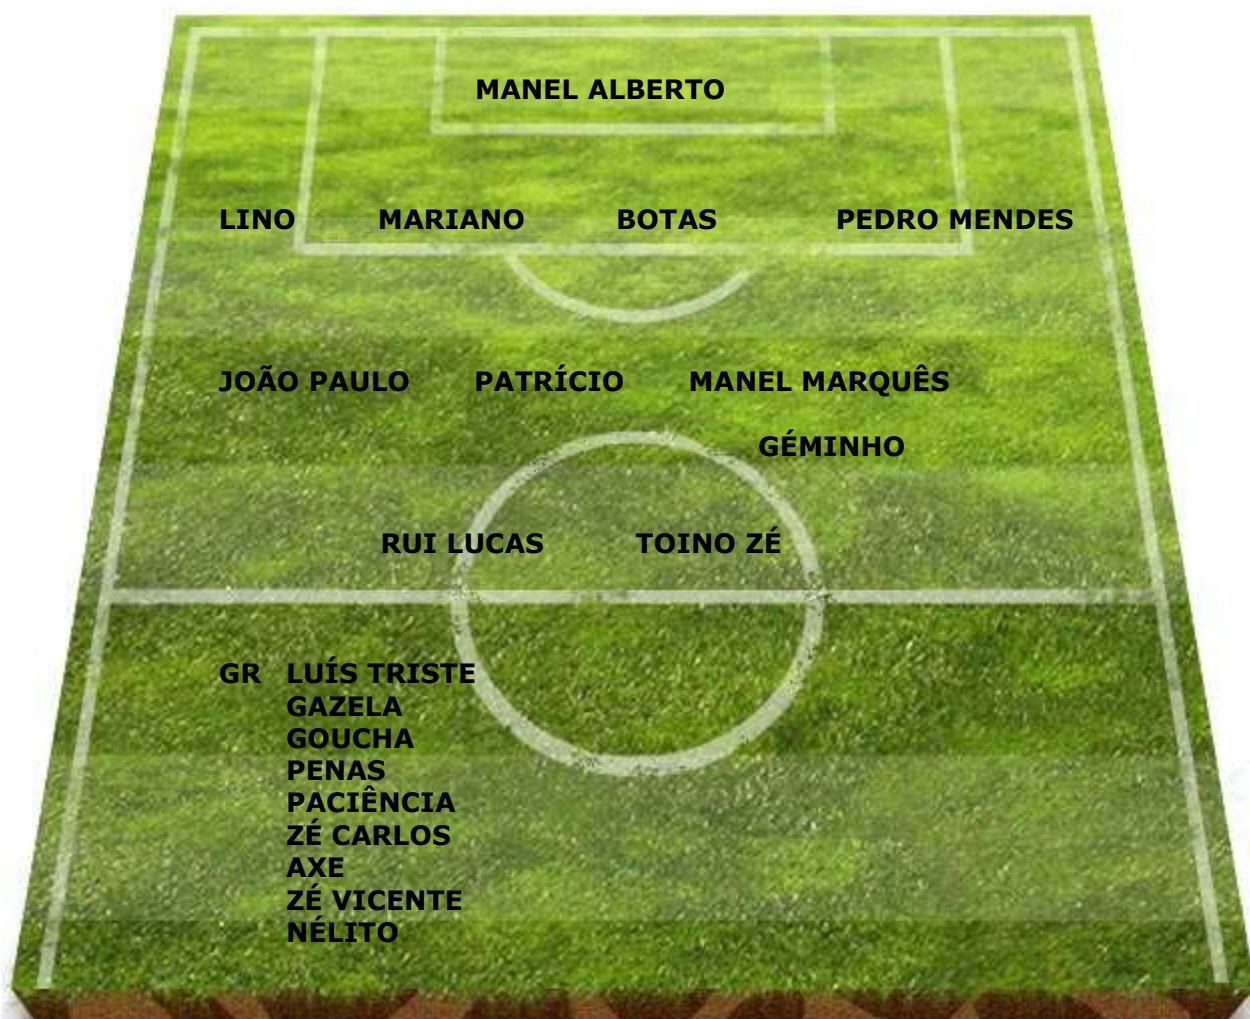 MANEL ALBERTO
LINO MARIANO BOTAS PEDRO MENDES
JOÃO PAULO PATRÍCIO MANEL MARQUÊS
GÉMINHO
RUI LUCAS TOINO ZÉ
GR LUÍS TRISTE
GAZELA
GOUCHA
PENAS
PACIÊNCIA
ZÉ CARLOS
AXE
ZÉ VICENTE
NÉLITO